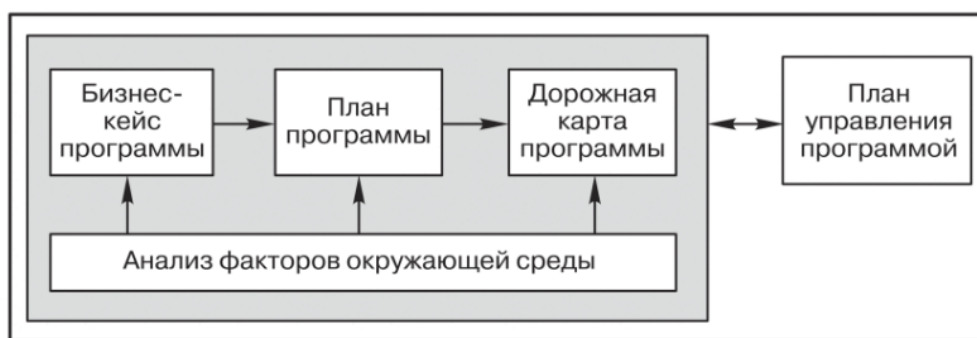 Бизнес-
кейс
программы
План
программы
Дорожная
карта
программы
План
управления
программой
Анализ факторов окружающей среды